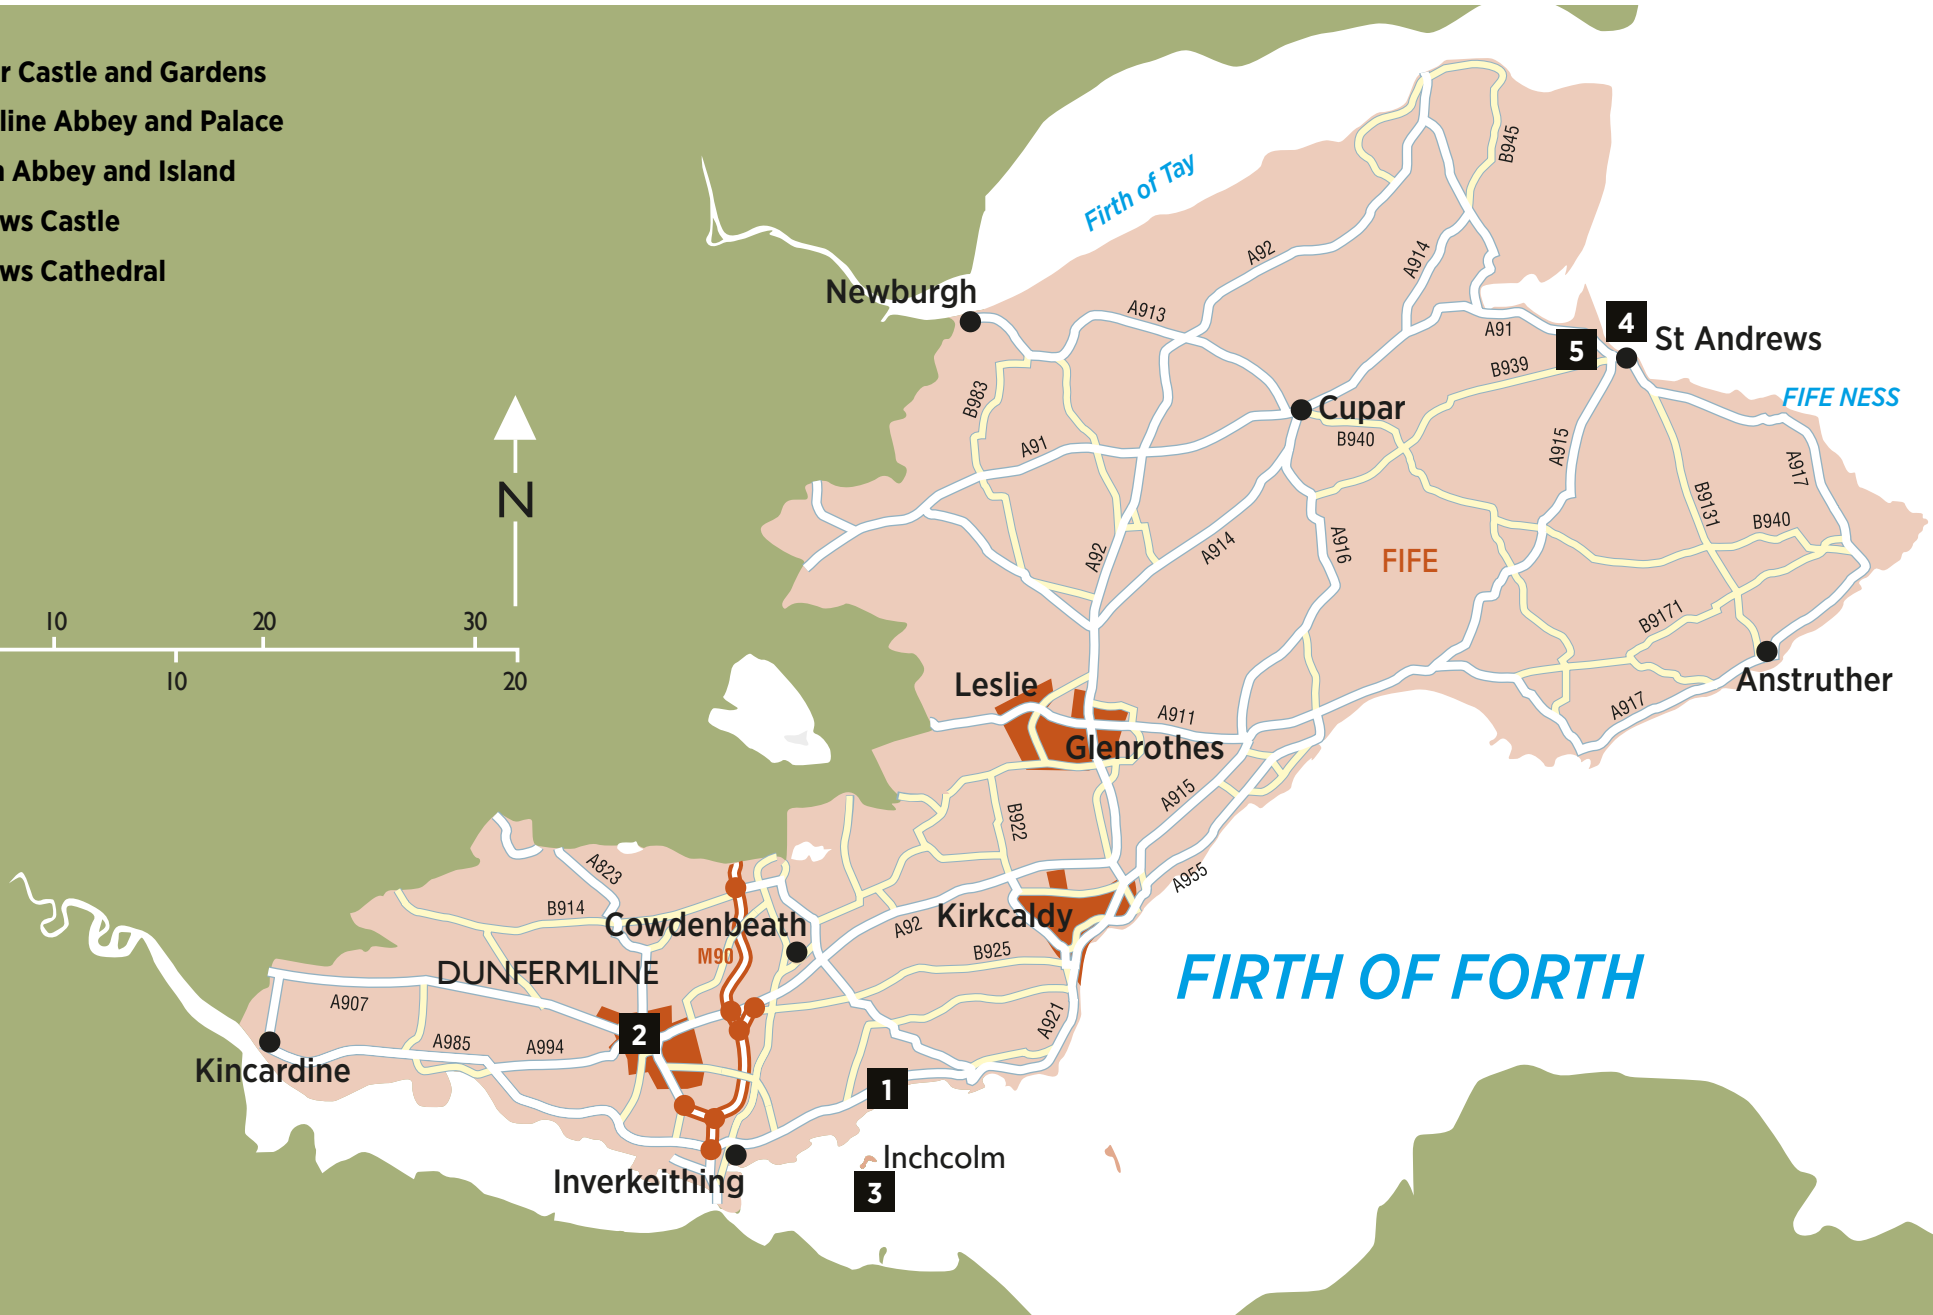 r Castle and Gardens
line Abbey and Palace
n Abbey and Island
ws Castle
ws Cathedral
Firth of Tay
B945
A92
A914
Newburgh
A913
A91
4
St Andrews
5
B939
FIFE NESS
B983
Cupar
B940
A91
A915
A917
N
B9131
B940
A92
A914
A916
FIFE
10 20 30
10 20
B9171
Leslie
Anstruther
A911
A917
Glenrothes
A915
B922
A823
A955
B914
Cowdenbeath
A92
Kirkcaldy
M90
B925
DUNFERMLINE
FIRTH OF FORTH
A907
A921
2
A985
A994
Kincardine
1
Inchcolm
Inverkeithing
3